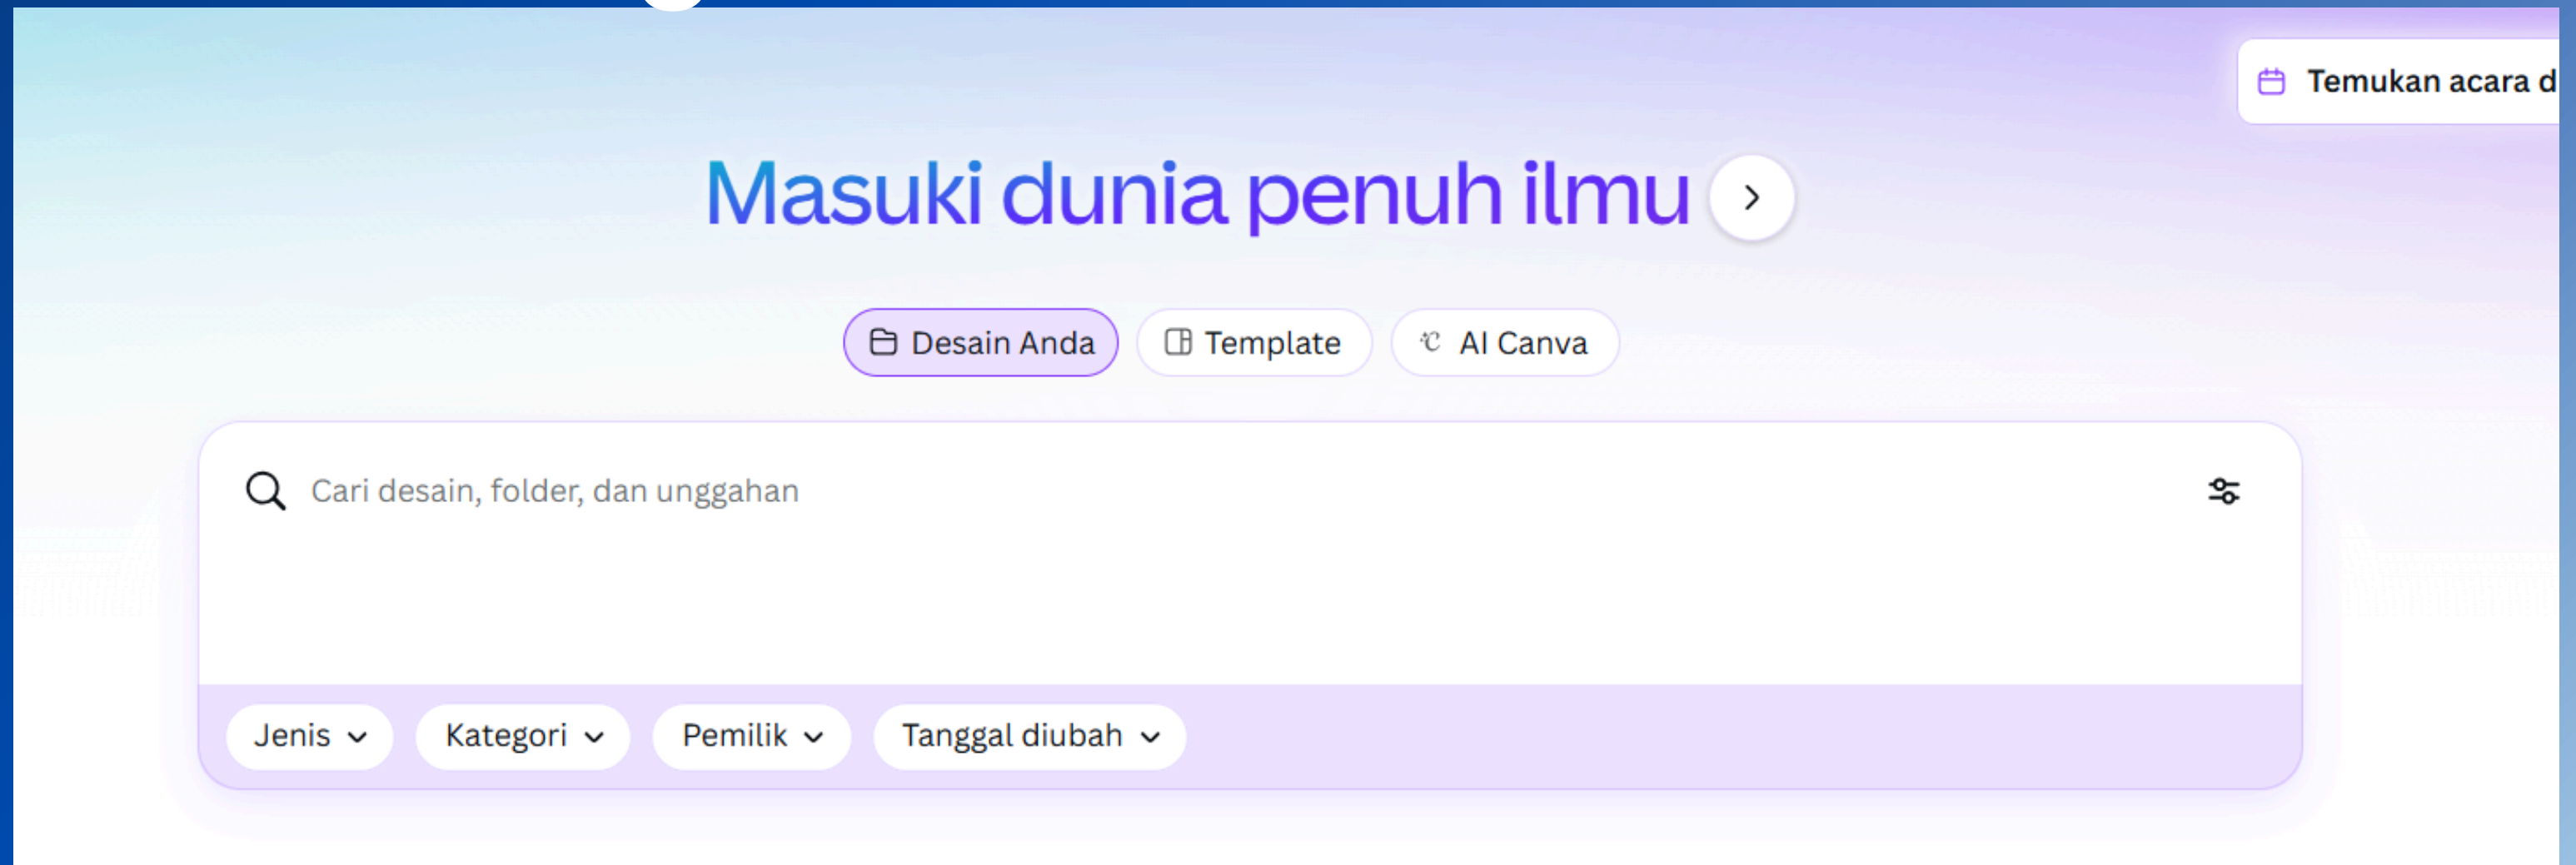 Temukan acara d
Masuki dunia penuh ilmu
Desain Anda Template AI Canva
Cari desain, folder, dan unggahan
Jenis Kategori Pemilik Tanggal diubah